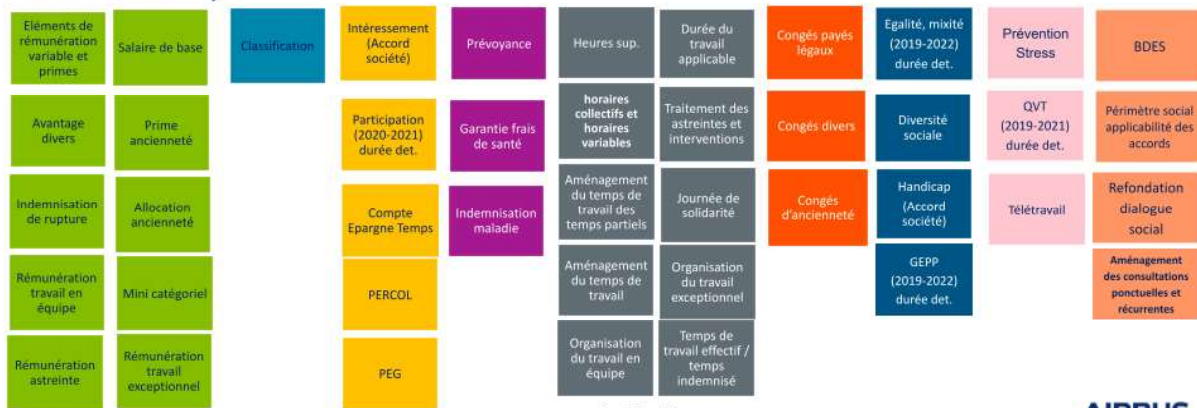 Eléments de
rémunération
variable et
primes
Salaire de base
Classification
Intéressement
(Accord
société)
Prévoyance
Heures sup.
Durée du
travail
applicable
Congés payés
légaux
Egalité, mixité
(2019-2022)
durée det.
Prévention
Stress
BDES
Avantage
divers
Prime
ancienneté
Participation
(2020-2021)
durée det.
Garantie frais
de santé
horaires
collectifs et
horaires
variables
Traitement des
astreintes et
interventions
Congés divers
Diversité
sociale
QVT
(2019-2021)
durée det.
Périmètre social
applicabilité des
accords
Indemnisation
de rupture
Allocation
ancienneté
Compte
Epargne Temps
Indemnisation
maladie
Aménagement
du temps de
travail des
temps partiels
Journée de
solidarité
Congés
d'ancienneté
Handicap
(Accord
société)
Télétravail
Refondation
dialogue
social
Rémunération
travail en
équipe
Mini catégoriel
PERCOL
Aménagement
du temps de
travail
Organisation
du travail
exceptionnel
GEPP
(2019-2022)
durée det.
Aménagement
des consultations
ponctuelles et
récurrentes
Rémunération
astreinte
Rémunération
travail
exceptionnel
PEG
Organisation
du travail en
équipe
Temps de
travail effectif /
temps
indemnisé
AIRBUS